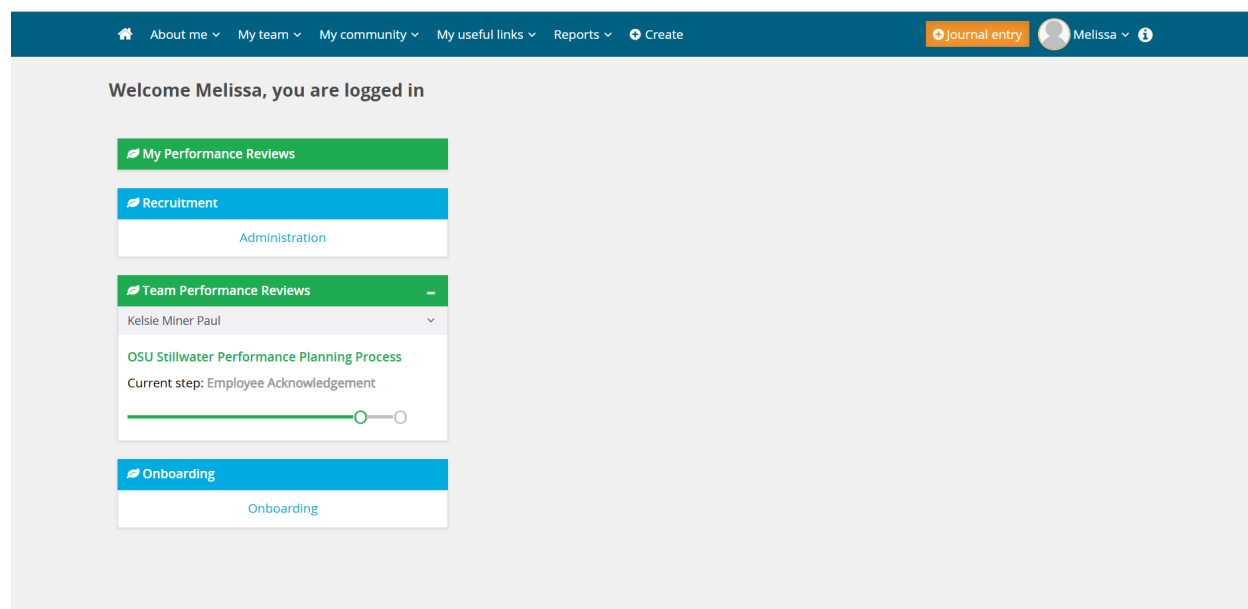 About me My team My community My useful links Reports Create Journal entry Melissa
Welcome Melissa, you are logged in
My Performance Reviews
Recruitment
Administration
Team Performance Reviews
Kelsie Miner Paul
OSU Stillwater Performance Planning Process
Current step: Employee Acknowledgement
Onboarding
Onboarding